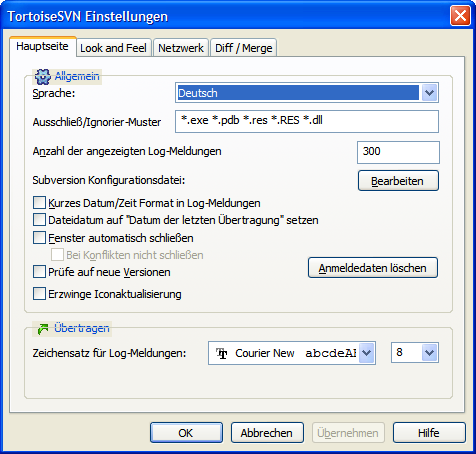 TortoiseSVN Einstellungen
Hauptseite Look and Feel Netzwerk Diff / Merge
Allgemein
Sprache: Deutsch
Ausschließ/Ignorier-Muster *.exe *.pdb *.res *.RES *.dll
Anzahl der angezeigten Log-Meldungen 300
Subversion Konfigurationsdatei: Bearbeiten
Kurzes Datum/Zeit Format in Log-Meldungen
Dateidatum auf "Datum der letzten Übertragung" setzen
Fenster automatisch schließen
Bei Konflikten nicht schließen
Prüfe auf neue Versionen Anmeldedaten löschen
Erzwinge Iconaktualisierung
Übertragen
Zeichensatz für Log-Meldungen: Courier New abcdeAB 8
OK Abbrechen Übernehmen Hilfe